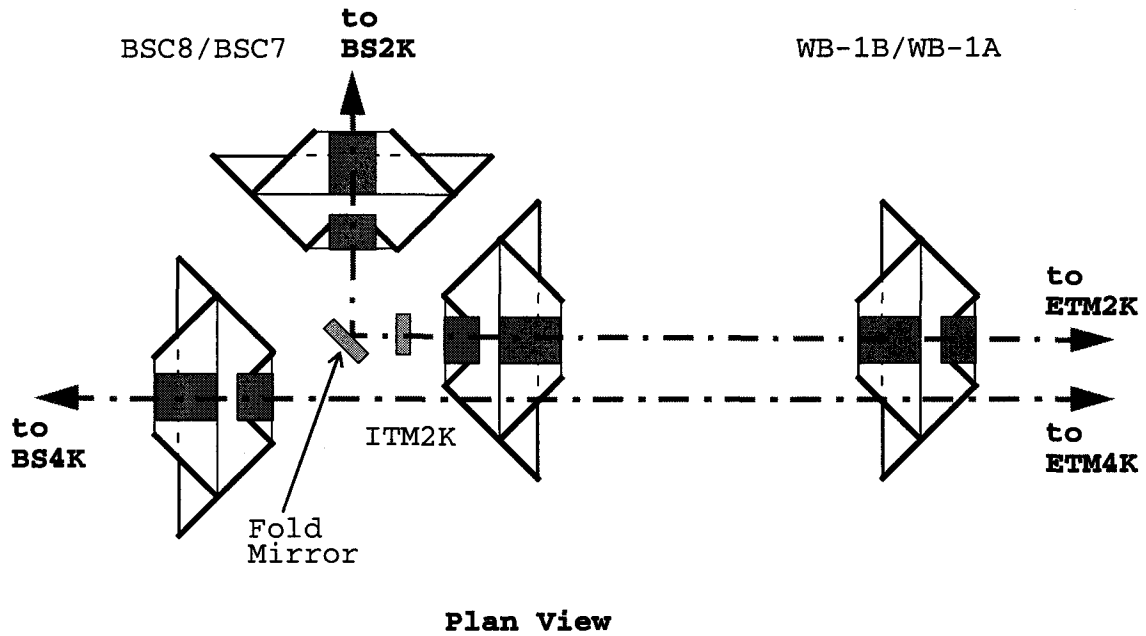 to
BS2K
BSC8/BSC7
WB-1B/WB-1A
to
ETM2K
to
BS4K
ITM2K
to
ETM4K
Fold
Mirror
Plan View